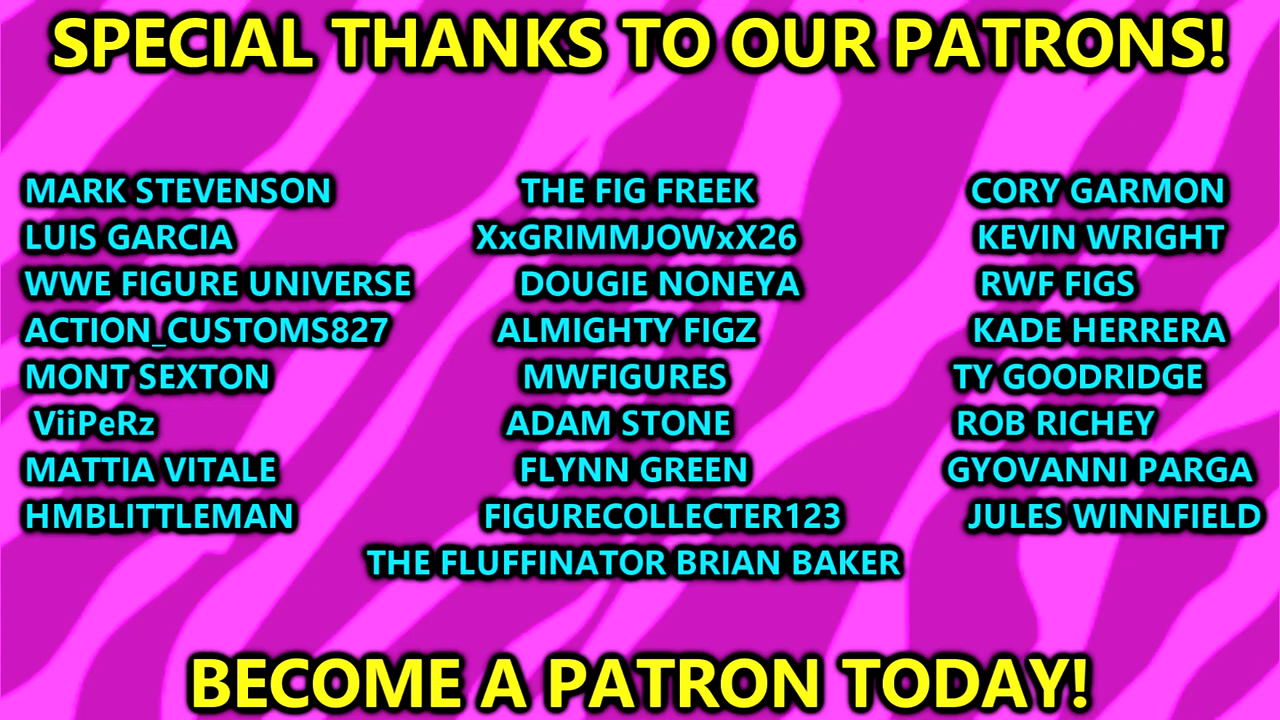 SPECIAL THANKS TO OUR PATRONS!
MARK STEVENSON THE FIG FREEK CORY GARMON
LUIS GARCIA XxGRIMMJOWxX26 KEVIN WRIGHT
WWE FIGURE UNIVERSE DOUGIE NONEYA RWF FIGS
ACTION_CUSTOMS827 ALMIGHTY FIGZ KADE HERRERA
MONT SEXTON MWFIGURES TY GOODRIDGE
ViiPeRz ADAM STONE ROB RICHEY
MATTIA VITALE FLYNN GREEN GYOVANNI PARGA
HMBLITTLEMAN FIGURECOLLECTER123 JULES WINNFIELD
THE FLUFFINATOR BRIAN BAKER
BECOME A PATRON TODAY!